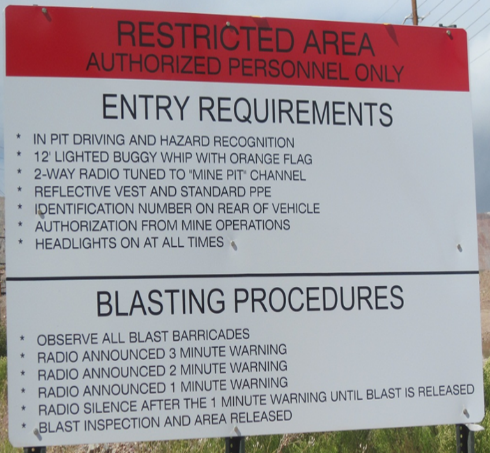 RESTRICTED AREA
AUTHORIZED PERSONNEL ONLY
ENTRY REQUIREMENTS
* IN PIT DRIVING AND HAZARD RECOGNITION
* 12' LIGHTED BUGGY WHIP WITH ORANGE FLAG
* 2-WAY RADIO TUNED TO "MINE PIT" CHANNEL
* REFLECTIVE VEST AND STANDARD PPE
* IDENTIFICATION NUMBER ON REAR OF VEHICLE
* AUTHORIZATION FROM MINE OPERATIONS
* HEADLIGHTS ON AT ALL TIMES
BLASTING PROCEDURES
* OBSERVE ALL BLAST BARRICADES
* RADIO ANNOUNCED 3 MINUTE WARNING
* RADIO ANNOUNCED 2 MINUTE WARNING
* RADIO ANNOUNCED 1 MINUTE WARNING
* RADIO SILENCE AFTER THE 1 MINUTE WARNING UNTIL BLAST IS RELEASED
* BLAST INSPECTION AND AREA RELEASED